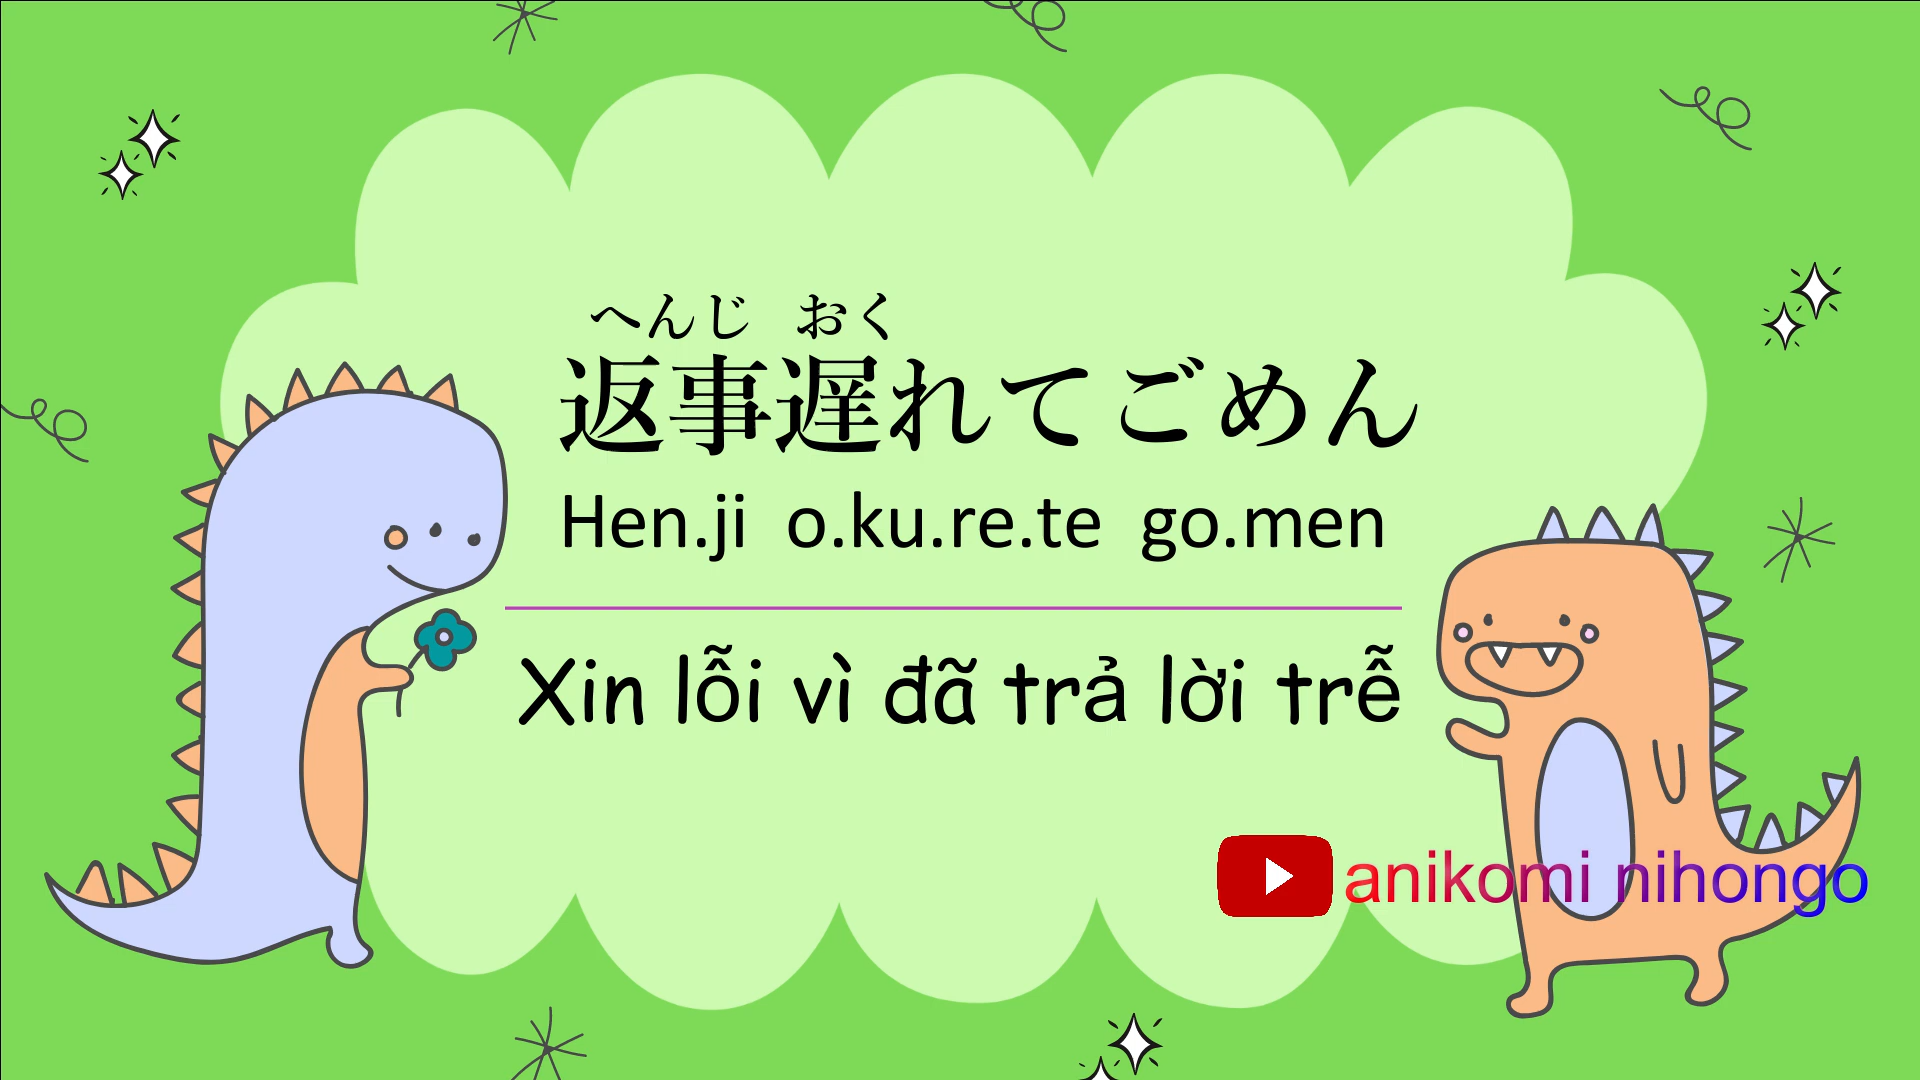 へんじ おく
返事遅れてごめん
Hen.ji o.ku.re.te go.men
Xin lỗi vì đã trả lời trễ
anikomi nihongo